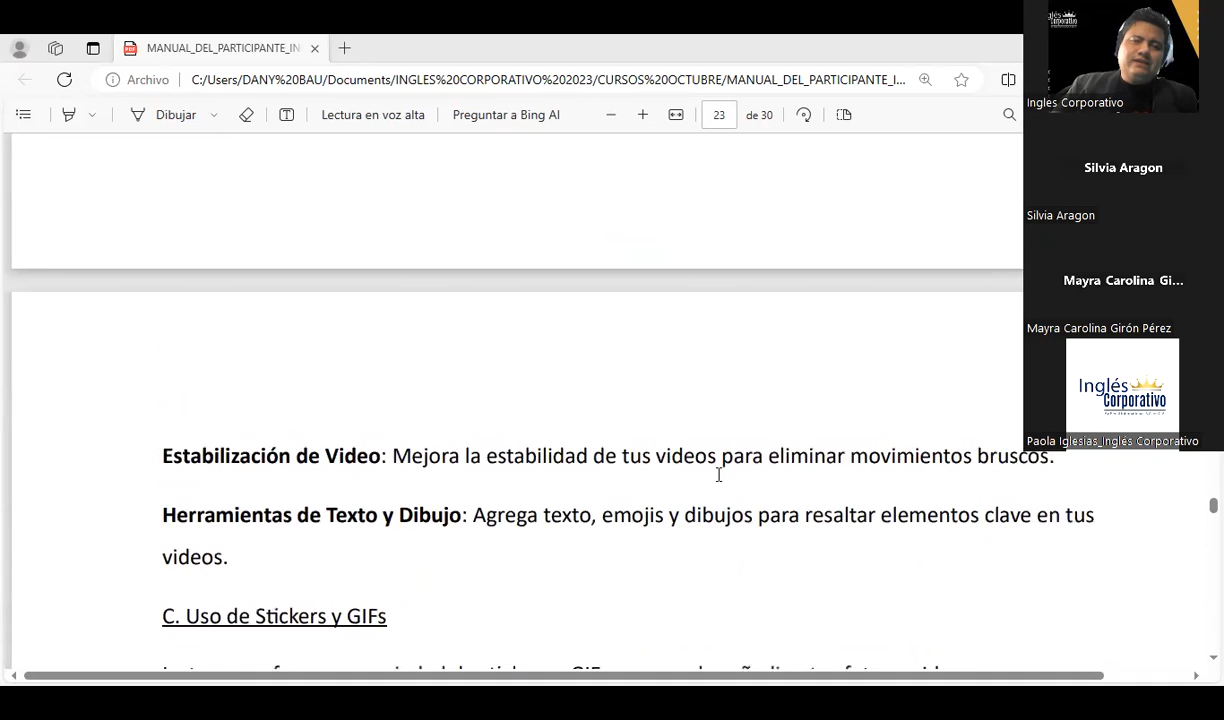 MANUAL_DEL_PARTICIPANTE_IN
Archivo
C:/Users/DANY%20BAU/Documents/INGLES%20CORPORATIVO%202023/CURSOS%20OCTUBRE/MANUAL_DEL_PARTICIPANTE_I...
Dibujar
Lectura en voz alta
Preguntar a Bing AI
23
de 30
Estabilización de Video: Mejora la estabilidad de tus videos para eliminar movimientos bruscos.
Herramientas de Texto y Dibujo: Agrega texto, emojis y dibujos para resaltar elementos clave en tus
videos.
C. Uso de Stickers y GIFs
Ingles Corporativo
Silvia Aragon
Silvia Aragon
Mayra Carolina Gi...
Mayra Carolina Girón Pérez
Inglés
Corporativo
Paola Iglesias_Inglés Corporativo